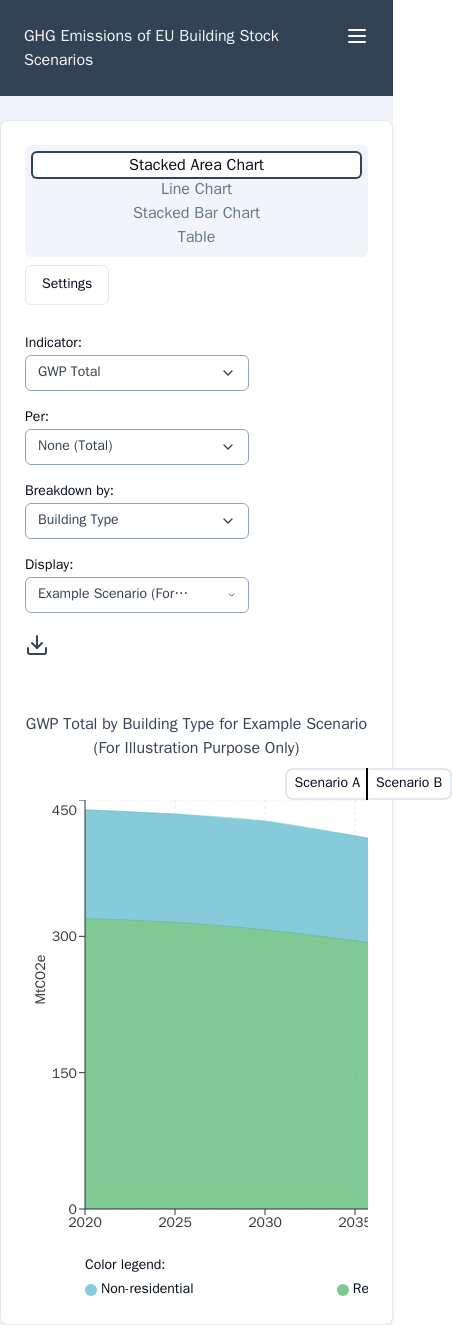 GHG Emissions of EU Building Stock
Scenarios
Stacked Area Chart
Line Chart
Stacked Bar Chart
Table
Settings
Indicator:
GWP Total
Per:
None (Total)
Breakdown by:
Building Type
Display:
Example Scenario (For···
GWP Total by Building Type for Example Scenario
(For Illustration Purpose Only)
Scenario A Scenario B
450
300
150
0
MtCO2e
2020 2025 2030 2035
Color legend:
Non-residential Re